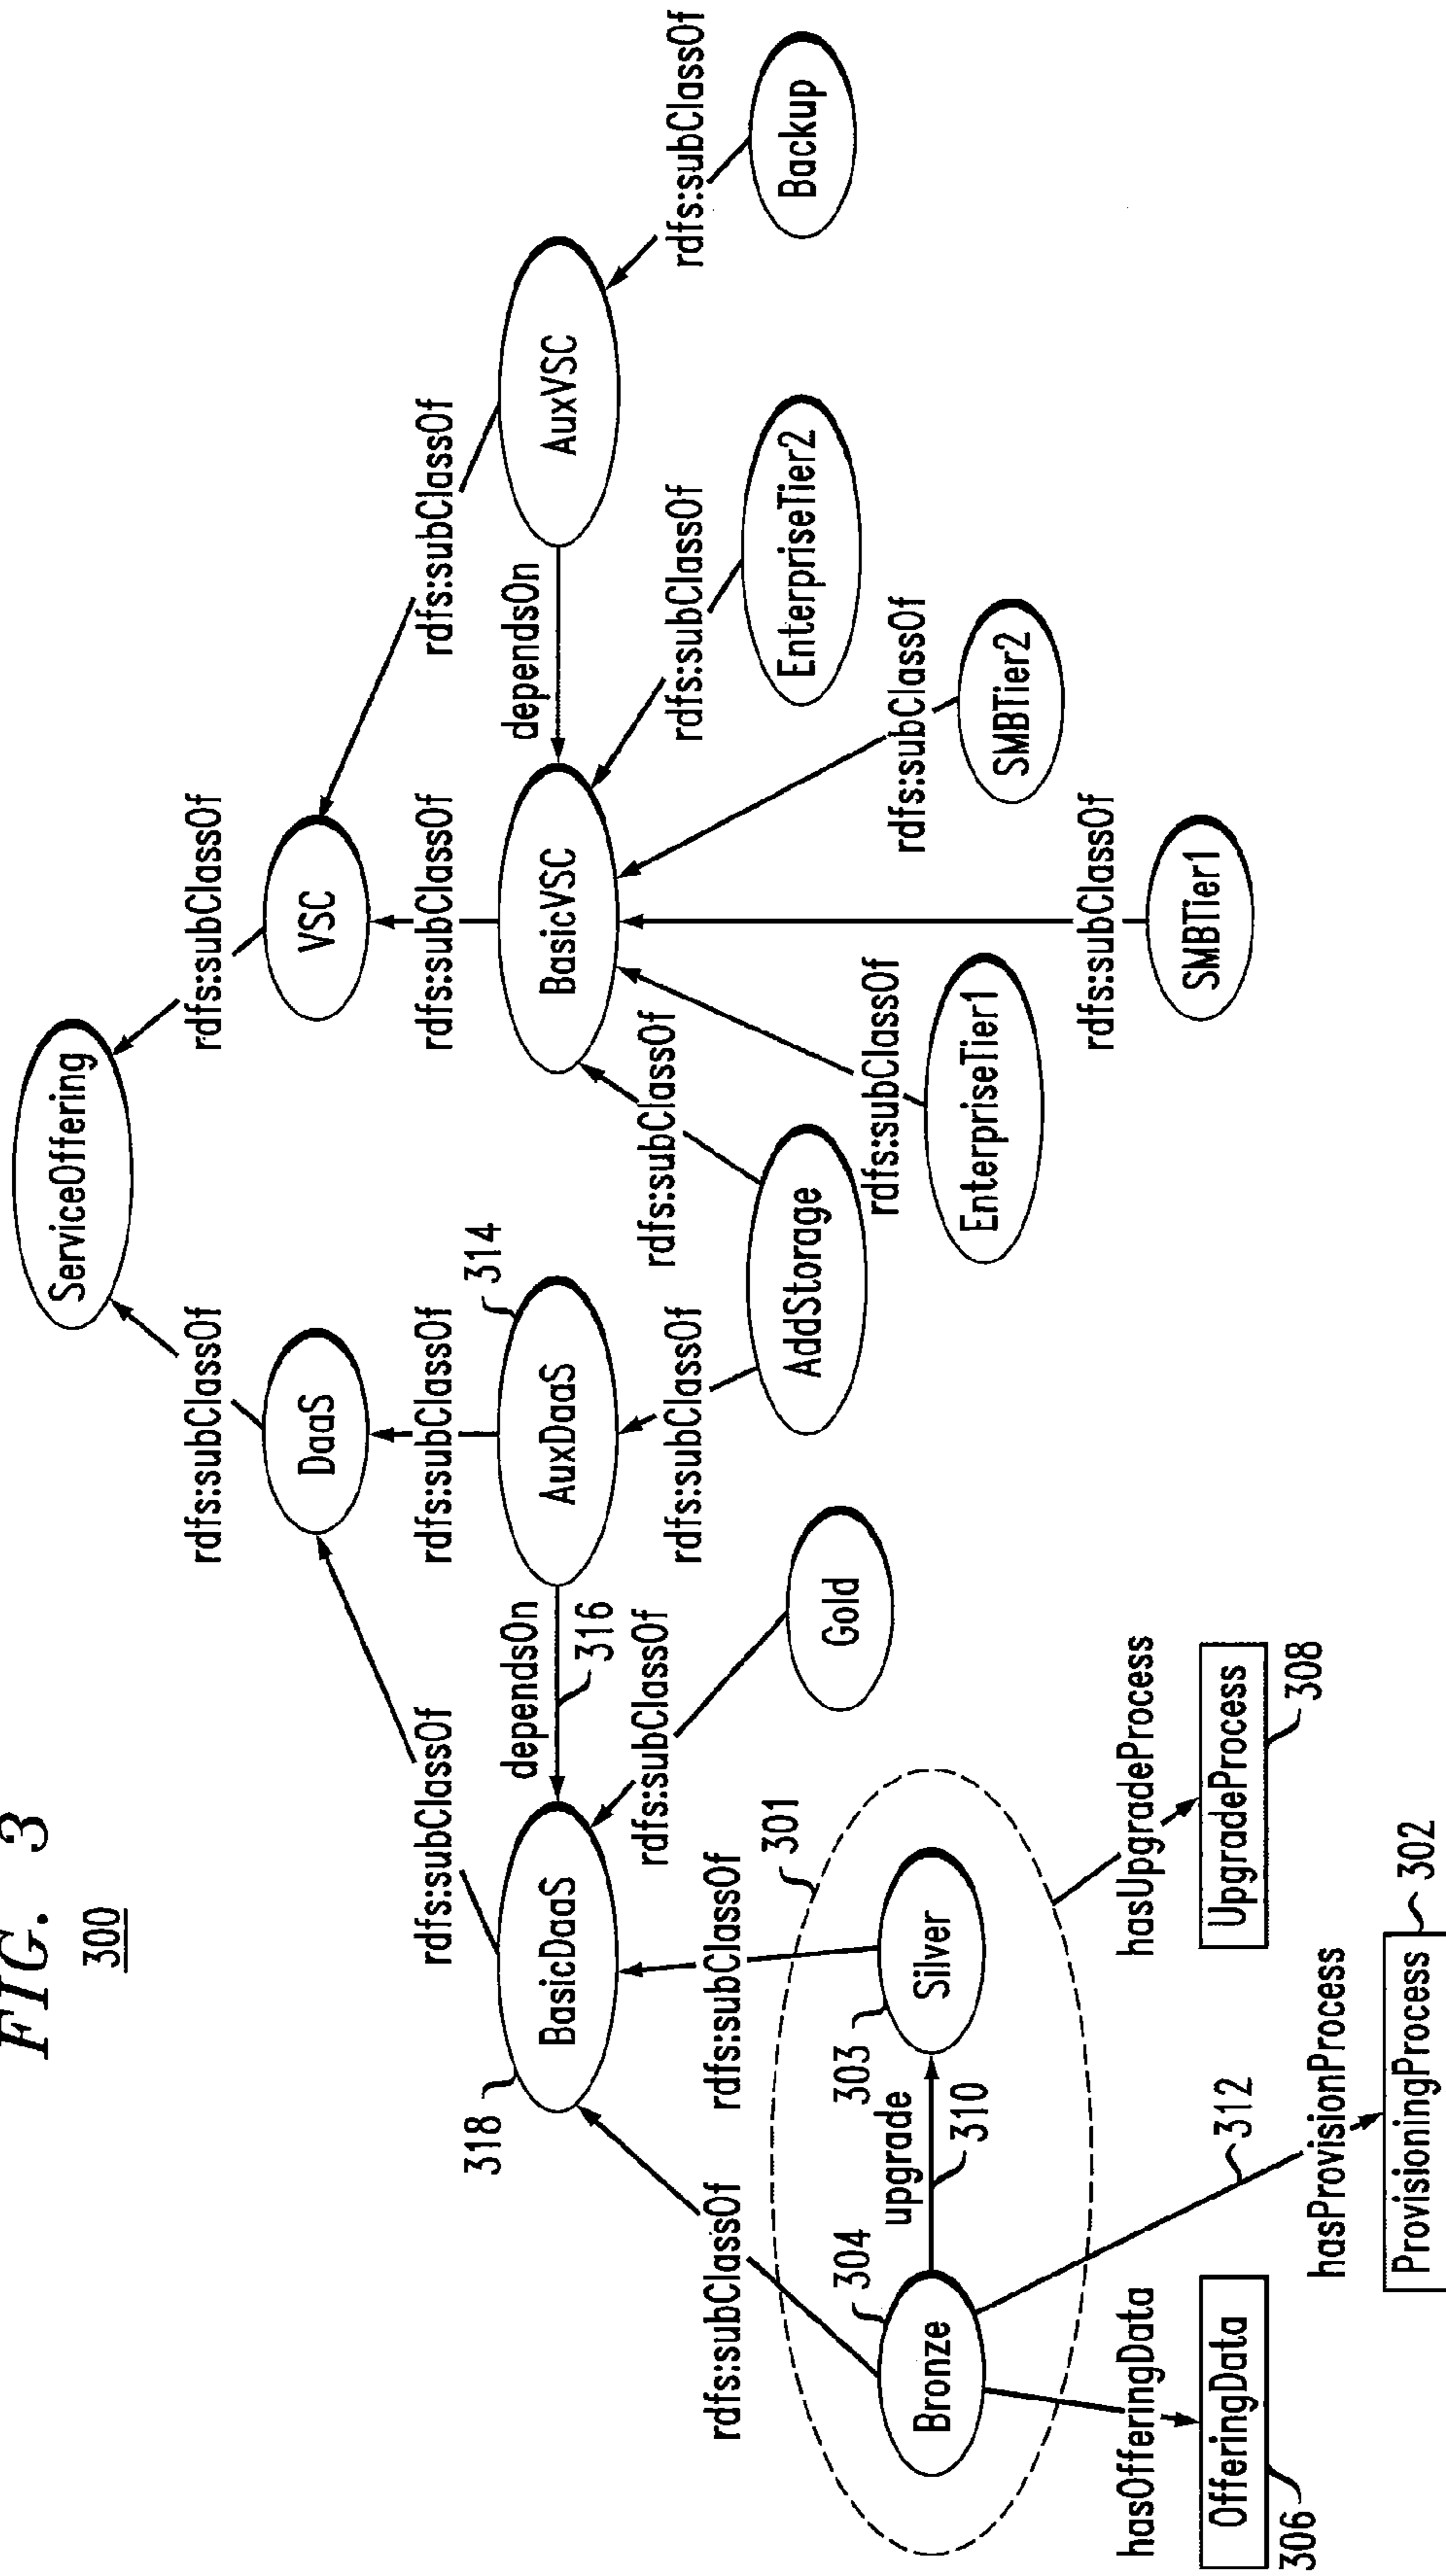 FIG. 3
300
ServiceOffering
rdfs:subClassOf
rdfs:subClassOf
DaaS
VSC
rdfs:subClassOf
rdfs:subClassOf
rdfs:subClassOf
rdfs:subClassOf
318
BasicDaaS
dependsOn
316
AuxDaaS
314
BasicVSC
dependsOn
AuxVSC
rdfs:subClassOf
rdfs:subClassOf
rdfs:subClassOf
rdfs:subClassOf
rdfs:subClassOf
rdfs:subClassOf
rdfs:subClassOf
301
Gold
AddStorage
EnterpriseTier2
Backup
304
upgrade
303
rdfs:subClassOf
rdfs:subClassOf
Bronze
310
Silver
EnterpriseTier1
SMBTier2
hasOfferingData
hasUpgradeProcess
rdfs:subClassOf
OfferingData
312
UpgradeProcess
SMBTier1
306
hasProvisionProcess
308
ProvisioningProcess
302